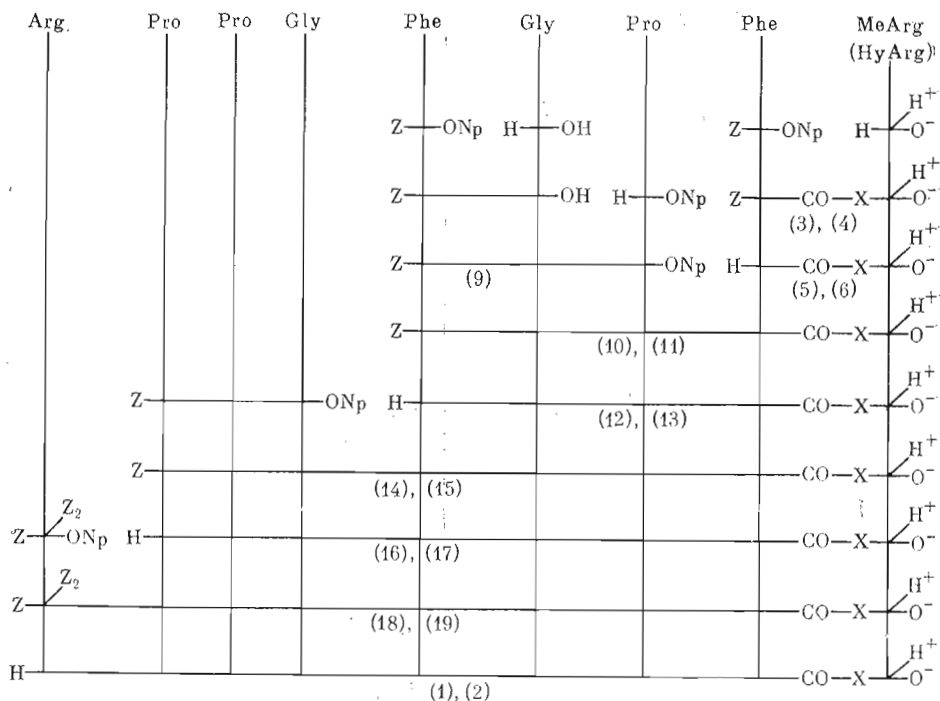 Arg. Pro Pro Gly Phe Gly Pro Phe MeArg
(HyArg)
H⁺
Z ONp H OH Z ONp H O⁻
H⁺
Z OH H ONp Z CO—X O⁻
(3), (4)
H⁺
Z ONp H CO—X O⁻
(9) (5), (6)
H⁺
Z CO—X O⁻
(10), (11)
H⁺
Z ONp H CO—X O⁻
(12), (13)
H⁺
Z CO—X O⁻
(14), (15)
Z₂ H⁺
Z ONp H CO—X O⁻
(16), (17)
Z₂ H⁺
Z CO—X O⁻
(18), (19)
H⁺
H CO—X O⁻
(1), (2)